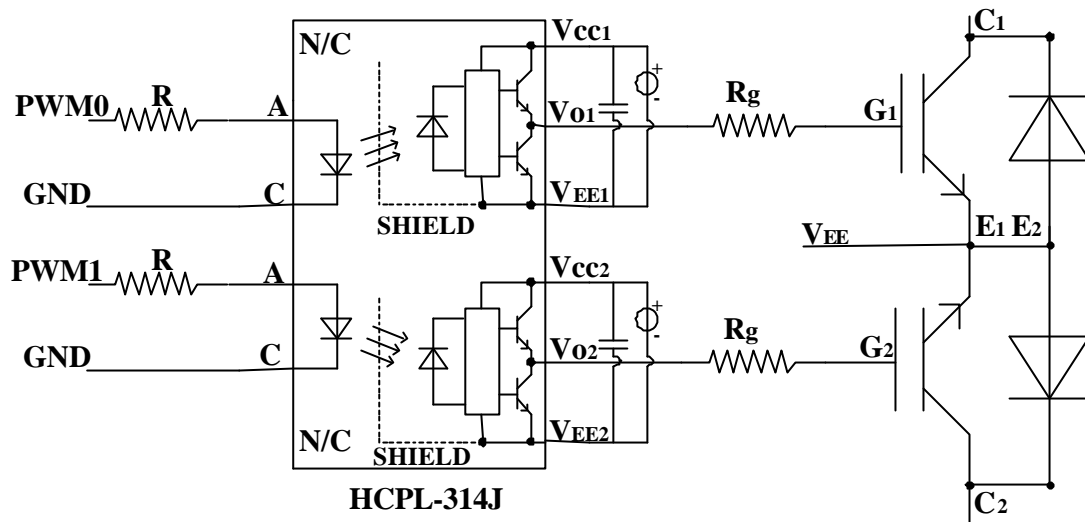 C1
N/C
Vcc1
+
-
PWM0 R A
Vo1 Rg G1
GND C
VEE1
SHIELD
VEE E1 E2
PWM1 R A
Vcc2
+
-
Rg
Vo2 G2
GND C
N/C
VEE2
SHIELD
C2
HCPL-314J